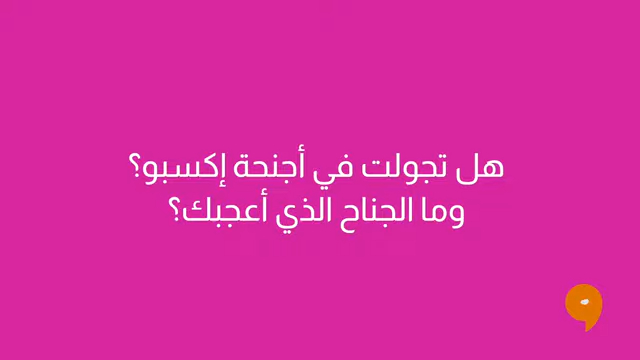 هل تجولت في أجنحة إكسبو؟
وما الجناح الذي أعجبك؟